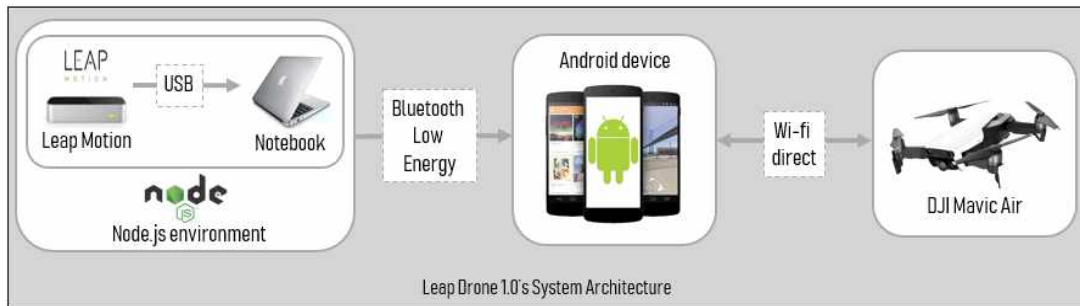 LEAP
MOTION
USB
Leap Motion
Notebook
node
JS
Node.js environment
Bluetooth
Low
Energy
Android device
Wi-fi
direct
DJI Mavic Air
Leap Drone 1.0's System Architecture